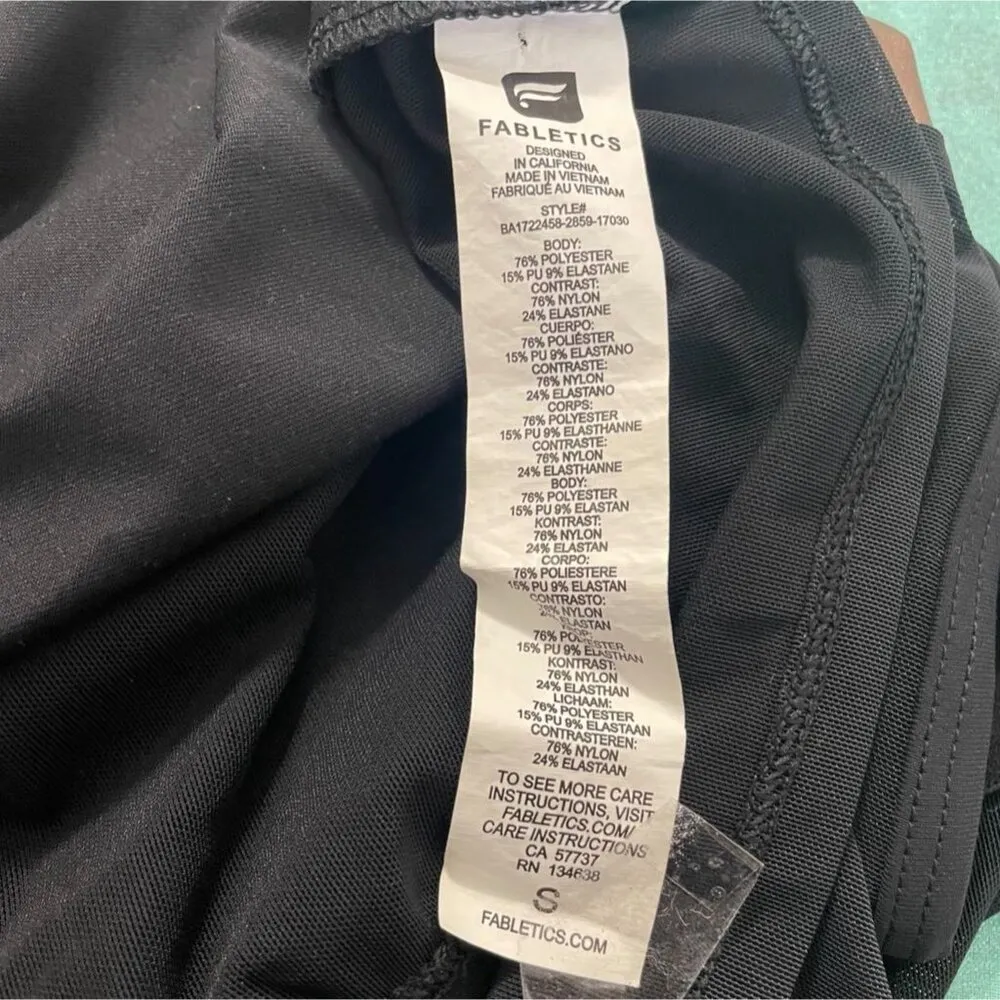 FABLETICS
DESIGNED
IN CALIFORNIA
MADE IN VIETNAM
FABRIQUÉ AU VIETNAM
STYLE#
BA1722458-2859-17030
BODY:
76% POLYESTER
15% PU 9% ELASTANE
CONTRAST:
76% NYLON
24% ELASTANE
CUERPO:
76% POLIÉSTER
15% PU 9% ELASTANO
CONTRASTE:
76% NYLON
24% ELASTANO
CORPS:
76% POLYESTER
15% PU 9% ELASTHANNE
CONTRASTE:
76% NYLON
24% ELASTHANNE
BODY:
76% POLYESTER
15% PU 9% ELASTAN
KONTRAST:
76% NYLON
24% ELASTAN
CORPO:
76% POLIESTERE
15% PU 9% ELASTAN
CONTRASTO:
76% NYLON
ELASTAN
76% POLYESTER
15% PU 9% ELASTHAN
KONTRAST:
76% NYLON
24% ELASTHAN
LICHAAM:
76% POLYESTER
15% PU 9% ELASTAAN
CONTRASTEREN:
76% NYLON
24% ELASTAAN
TO SEE MORE CARE
INSTRUCTIONS, VISIT
FABLETICS.COM/
CARE INSTRUCTIONS
CA 57737
RN 134638
S
FABLETICS.COM